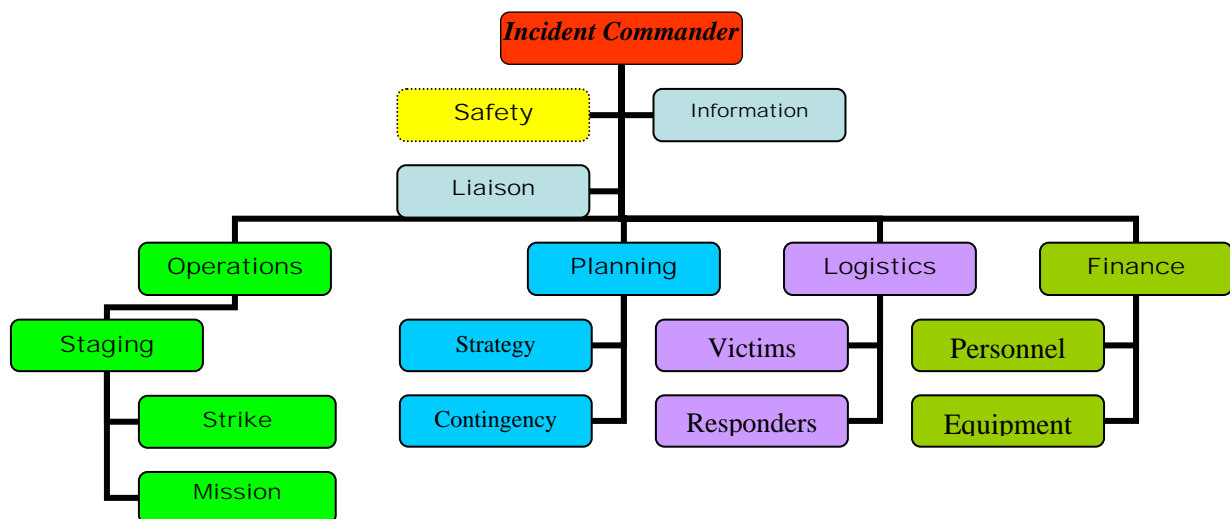 Incident Commander
Safety
Information
Liaison
Operations
Planning
Logistics
Finance
Staging
Strategy
Victims
Personnel
Strike
Contingency
Responders
Equipment
Mission